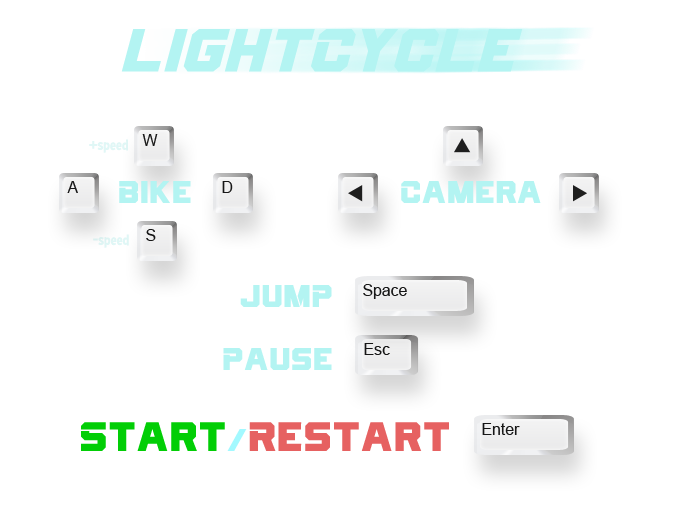 LIGHTCYCLE
+speed W
A BIKE D ◀ CAMERA ▶
▲
-speed S
JUMP Space
PAUSE Esc
START/RESTART Enter